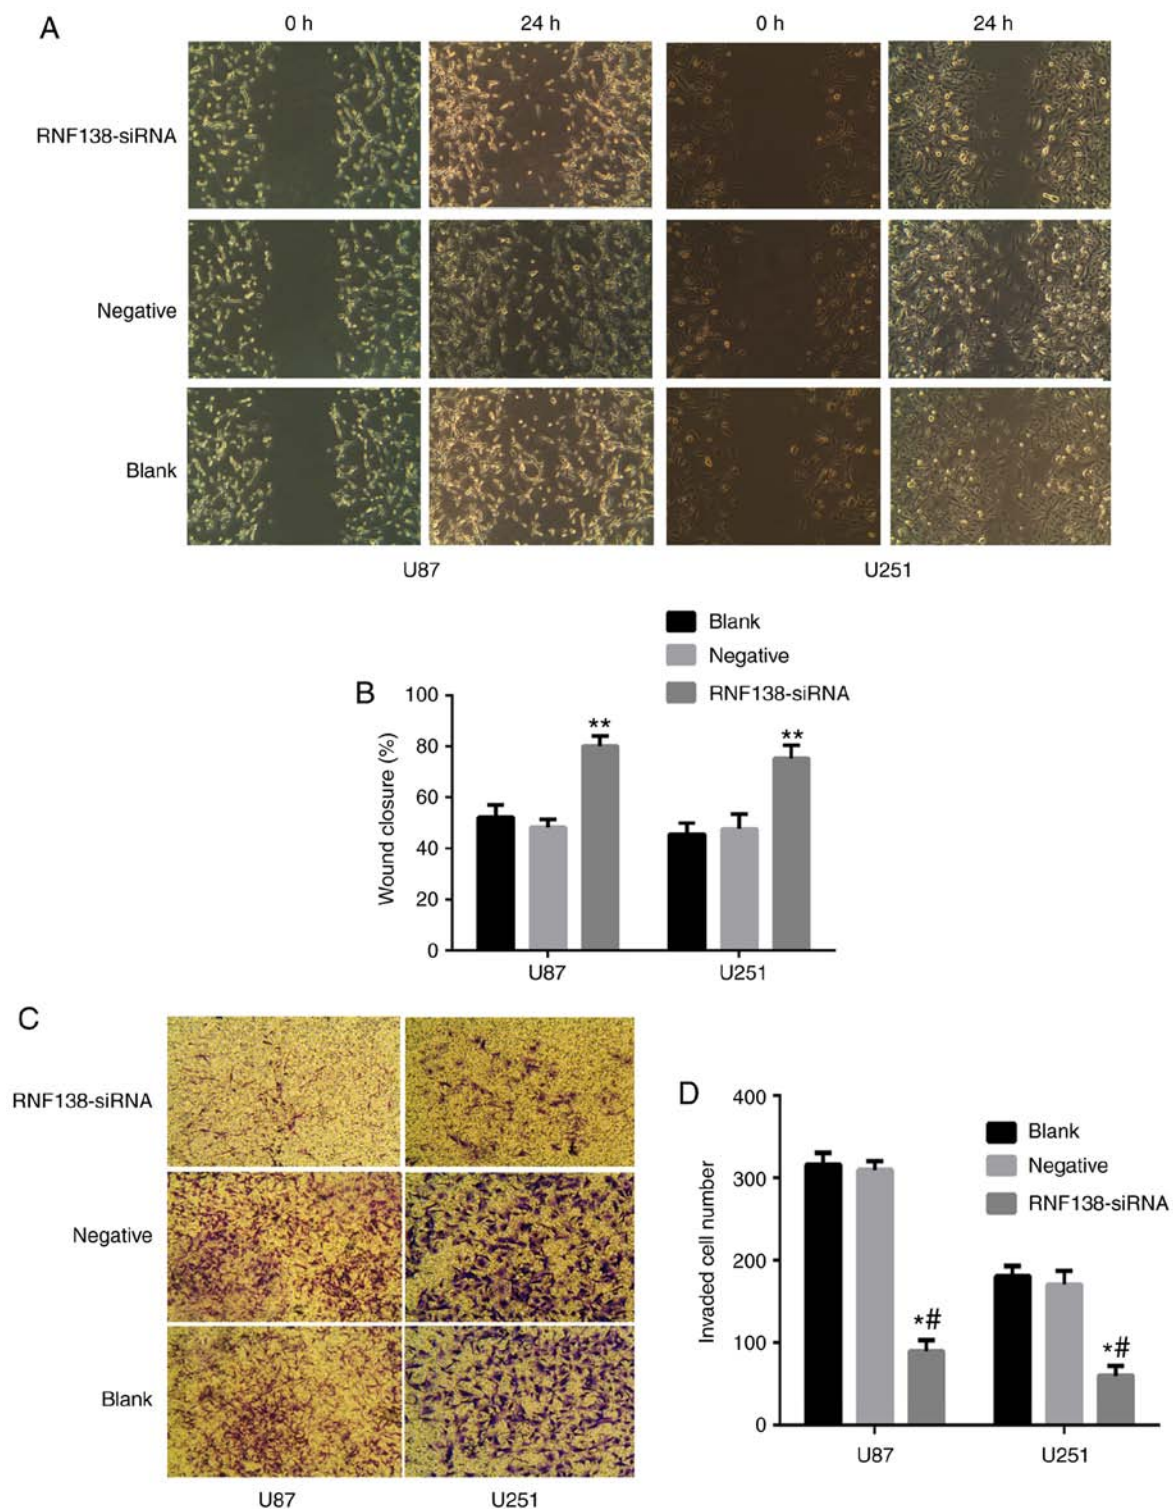 A
0 h 24 h 0 h 24 h
RNF138-siRNA
Negative
Blank
U87 U251
B
Blank
Negative
RNF138-siRNA
Wound closure (%)
100
80
60
40
20
0
**
**
U87 U251
C
RNF138-siRNA
Negative
Blank
U87 U251
D
Blank
Negative
RNF138-siRNA
Invaded cell number
400
300
200
100
0
*#
*#
U87 U251